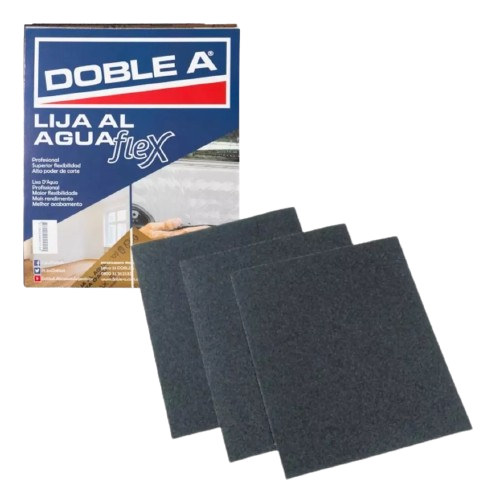 DOBLE A®
LIJA AL
AGUA flex
Profesional
Superior flexibilidad
Alto poder de corte
Lixa D'Agua
Profissional
Maior flexibilidade
Mais rendimento
Melhor acabamento